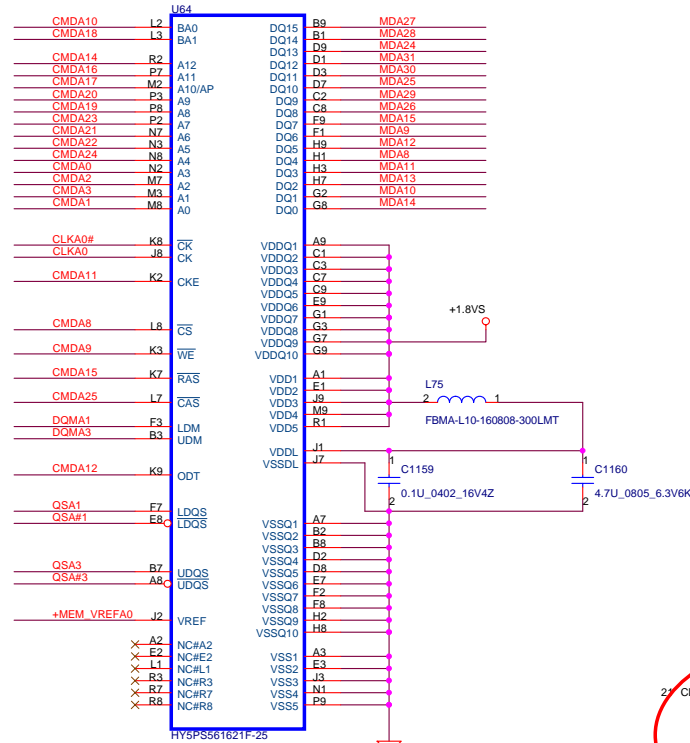 U64
CMDA10 L2 BA0 DQ15 B9 MDA27
CMDA18 L3 BA1 DQ14 B1 MDA28
DQ13 D9 MDA24
CMDA14 R2 A12 DQ12 D1 MDA31
CMDA16 P7 A11 DQ11 D3 MDA30
CMDA17 M2 A10/AP DQ10 D7 MDA25
CMDA20 P3 A9 DQ9 C2 MDA29
CMDA19 P8 A8 DQ8 C8 MDA26
CMDA23 P2 A7 DQ7 F9 MDA15
CMDA21 N7 A6 DQ6 F1 MDA9
CMDA22 N3 A5 DQ5 H9 MDA12
CMDA24 N8 A4 DQ4 H1 MDA8
CMDA0 N2 A3 DQ3 H3 MDA11
CMDA2 M7 A2 DQ2 H7 MDA13
CMDA3 M3 A1 DQ1 G2 MDA10
CMDA1 M8 A0 DQ0 G8 MDA14
CLKA0# K8 CK VDDQ1 A9
CLKA0 J8 CK VDDQ2 C1
VDDQ3 C3
CMDA11 K2 CKE VDDQ4 C7
VDDQ5 C9
VDDQ6 E9
VDDQ7 G1
+1.8VS
CMDA8 L8 CS VDDQ8 G3
VDDQ9 G7
CMDA9 K3 WE VDDQ10 G9
CMDA15 K7 RAS VDD1 A1
VDD2 E1
CMDA25 L7 CAS VDD3 J9 2 L75 1
VDD4 M9
DQMA1 F3 LDM VDD5 R1 FBMA-L10-160808-300LMT
DQMA3 B3 UDM
VDDL J1
CMDA12 K9 ODT VSSDL J7
1 C1159 1 C1160
0.1U_0402_16V4Z 4.7U_0805_6.3V6K
2 2
QSA1 F7 LDQS
QSA#1 E8 LDQS VSSQ1 A7
VSSQ2 B2
VSSQ3 B8
VSSQ4 D2
QSA3 B7 UDQS VSSQ5 D8
QSA#3 A8 UDQS VSSQ6 E7
VSSQ7 F2
VSSQ8 F8
+MEM_VREFA0 J2 VREF VSSQ9 H2
VSSQ10 H8
A2 NC#A2
E2 NC#E2 VSS1 A3
L1 NC#L1 VSS2 E3
R3 NC#R3 VSS3 J3
R7 NC#R7 VSS4 N1
R8 NC#R8 VSS5 P9
HY5PS561621F-25